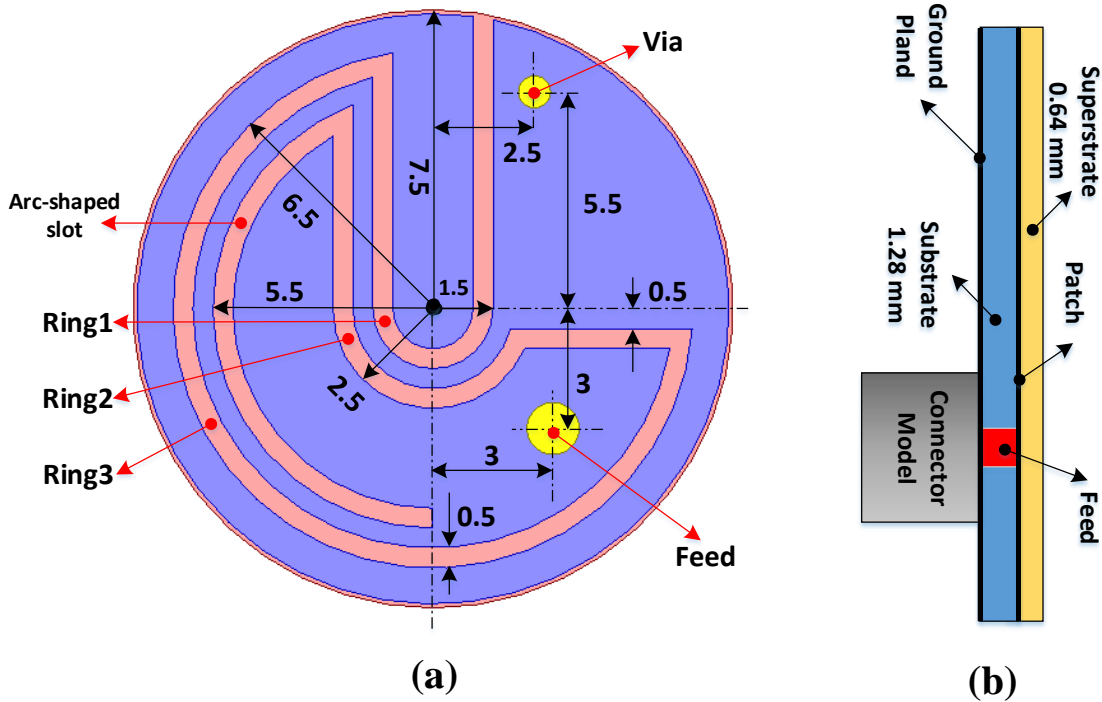 Via
2.5
7.5
6.5
5.5
Arc-shaped
slot
5.5
1.5
0.5
Ring1
Ring2
2.5
3
Ring3
3
0.5
Feed
(a)
Ground
Pland
Superstrate
0.64 mm
Substrate
1.28 mm
Patch
Connector
Model
Feed
(b)